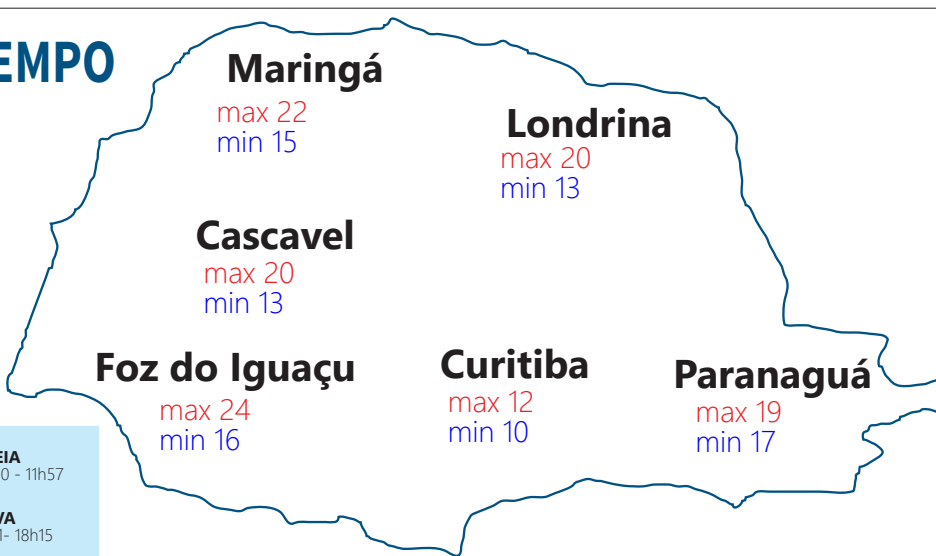 EMPO
Maringá
max 22
min 15
Londrina
max 20
min 13
Cascavel
max 20
min 13
Foz do Iguaçu
max 24
min 16
Curitiba
max 12
min 10
Paranaguá
max 19
min 17
EIA
0 - 11h57
VA
- 18h15